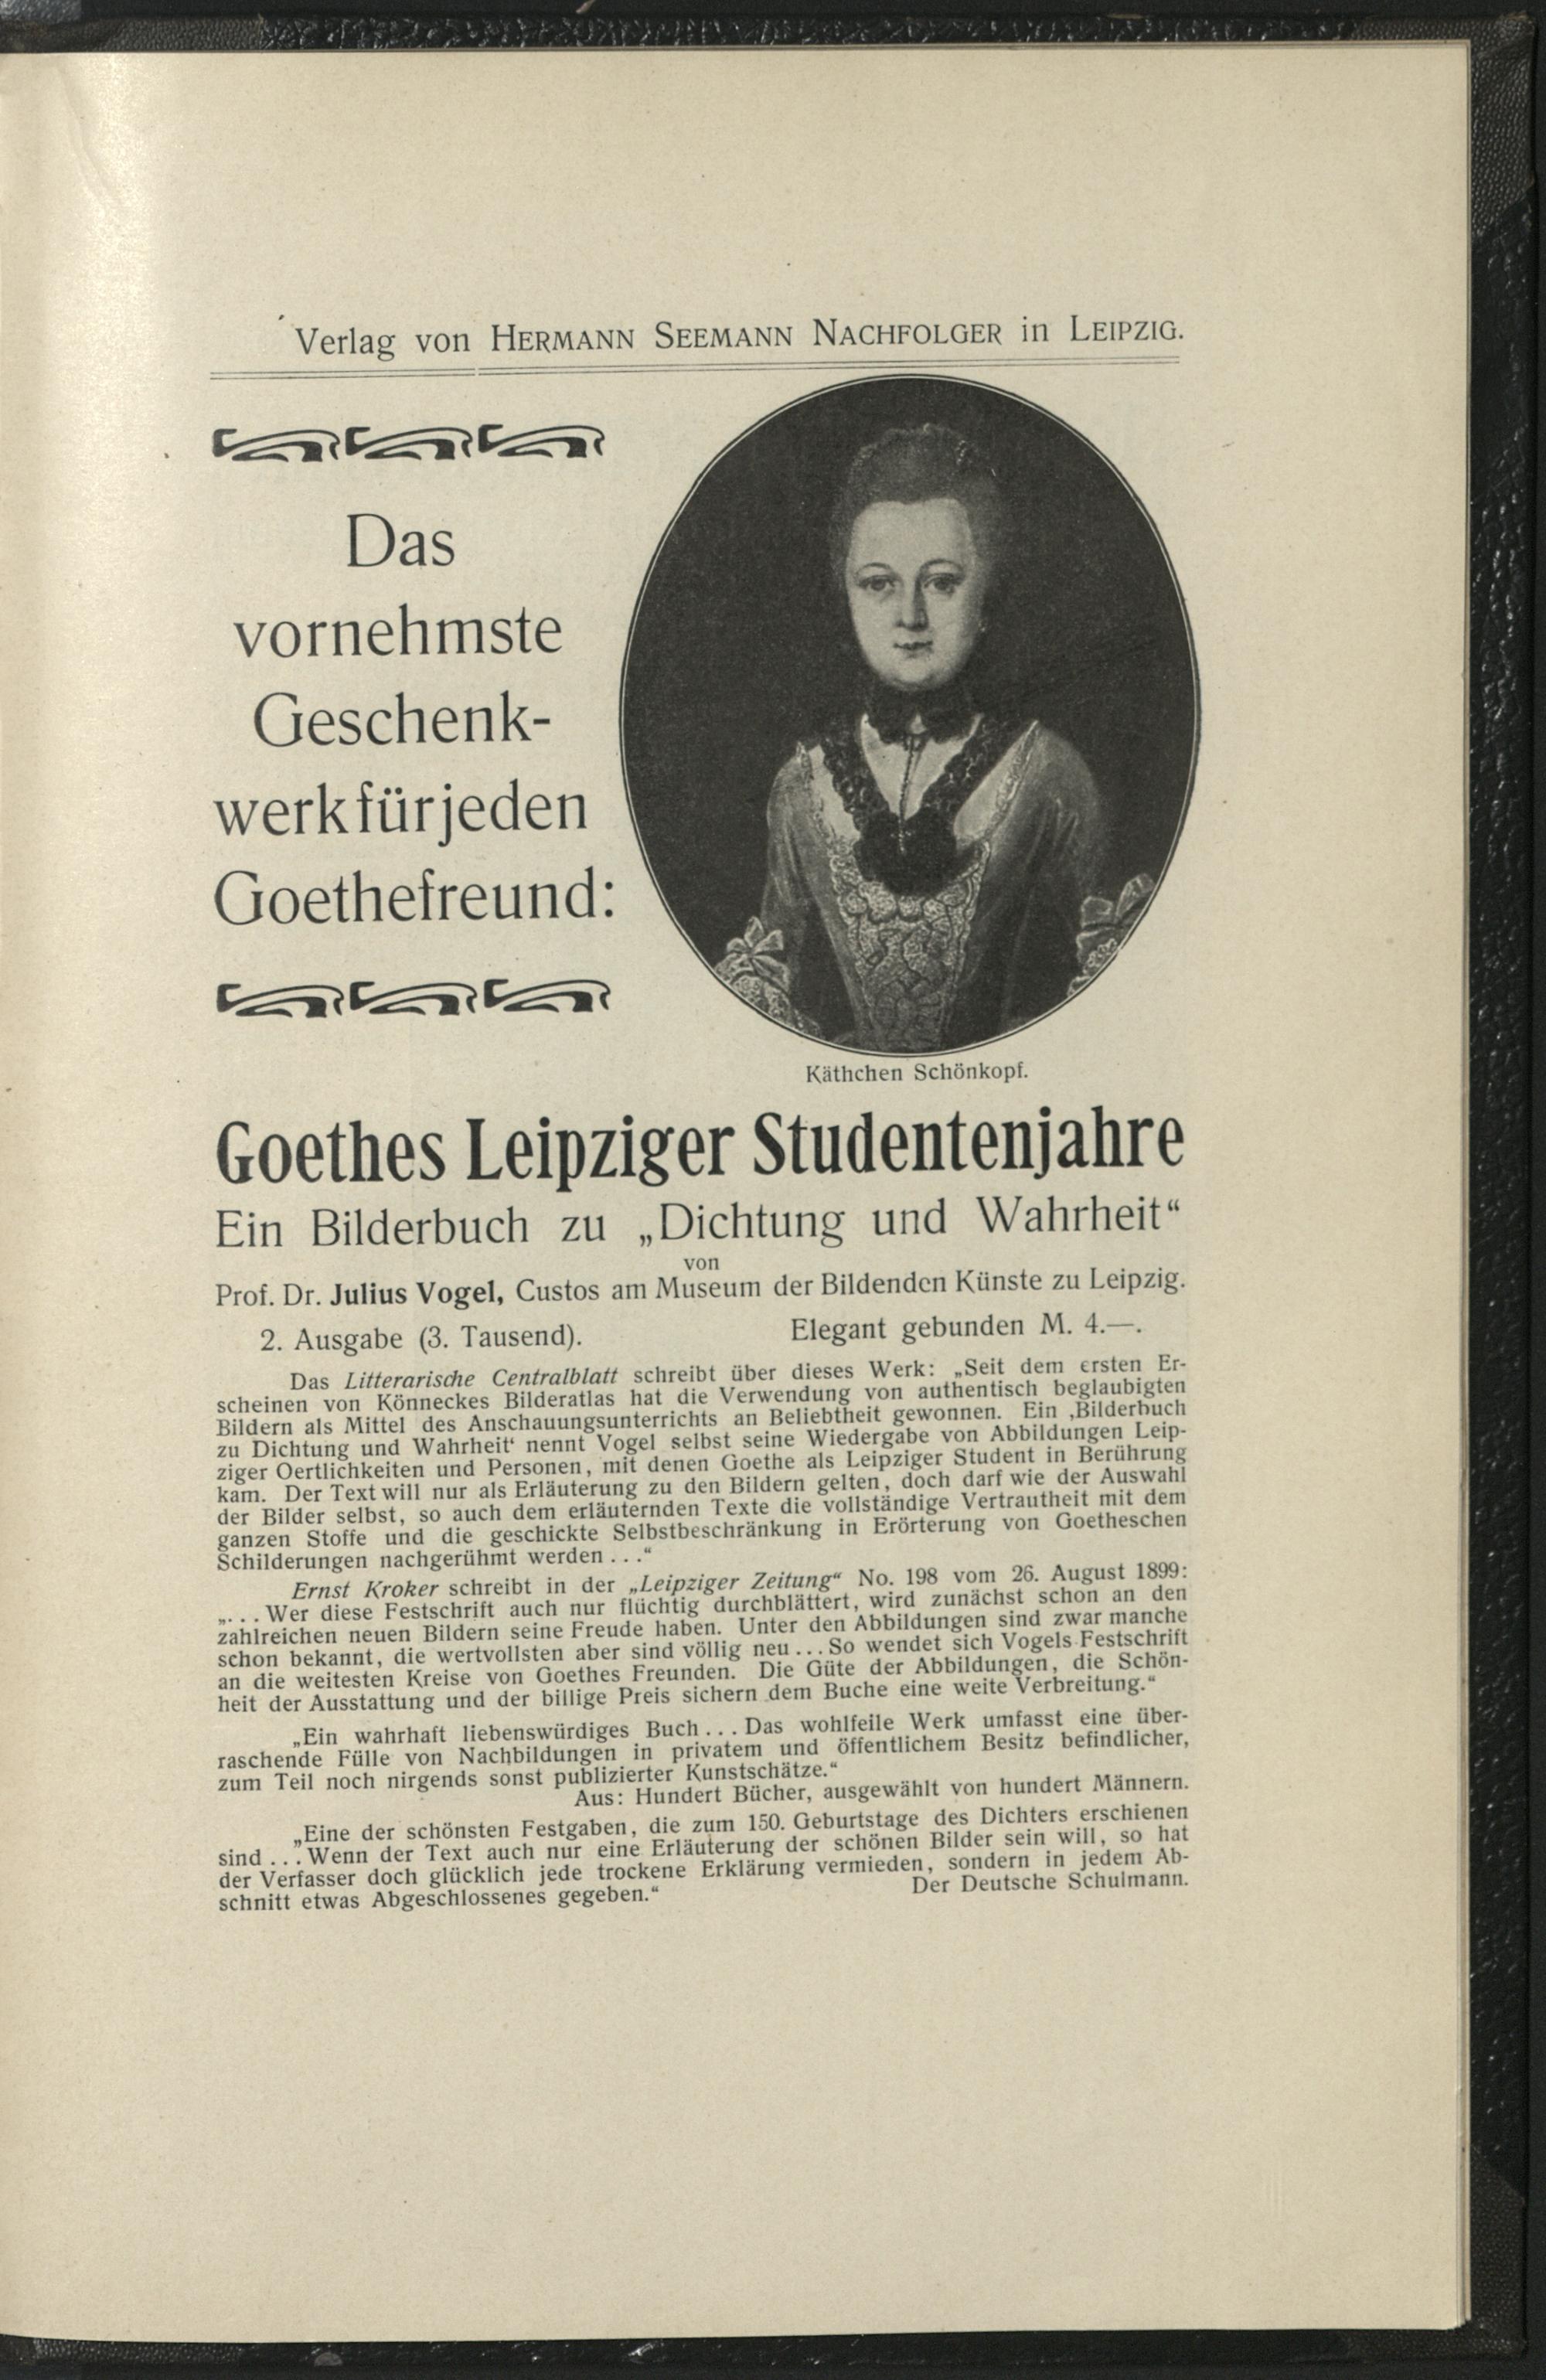 Verlag von HERMANN SEEMANN NACHFOLGER in LEIPZIG.
Das
vornehmste
Geschenk-
werk für jeden
Goethefreund:
Käthchen Schönkopf.
Goethes Leipziger Studentenjahre
Ein Bilderbuch zu „Dichtung und Wahrheit“
von
Prof. Dr. Julius Vogel, Custos am Museum der Bildenden Künste zu Leipzig.
2. Ausgabe (3. Tausend). Elegant gebunden M. 4.—.
Das Litterarische Centralblatt schreibt über dieses Werk: „Seit dem ersten Er-
scheinen von Könneckes Bilderatlas hat die Verwendung von authentisch beglaubigten
Bildern als Mittel des Anschauungsunterrichts an Beliebtheit gewonnen. Ein ‚Bilderbuch
zu Dichtung und Wahrheit‘ nennt Vogel selbst seine Wiedergabe von Abbildungen Leip-
ziger Oertlichkeiten und Personen, mit denen Goethe als Leipziger Student in Berührung
kam. Der Text will nur als Erläuterung zu den Bildern gelten, doch darf wie der Auswahl
der Bilder selbst, so auch dem erläuternden Texte die vollständige Vertrautheit mit dem
ganzen Stoffe und die geschickte Selbstbeschränkung in Erörterung von Goetheschen
Schilderungen nachgerühmt werden . . .“
Ernst Kroker schreibt in der „Leipziger Zeitung“ No. 198 vom 26. August 1899:
„. . . Wer diese Festschrift auch nur flüchtig durchblättert, wird zunächst schon an den
zahlreichen neuen Bildern seine Freude haben. Unter den Abbildungen sind zwar manche
schon bekannt, die wertvollsten aber sind völlig neu . . . So wendet sich Vogels Festschrift
an die weitesten Kreise von Goethes Freunden. Die Güte der Abbildungen, die Schön-
heit der Ausstattung und der billige Preis sichern dem Buche eine weite Verbreitung.“
„Ein wahrhaft liebenswürdiges Buch . . . Das wohlfeile Werk umfasst eine über-
raschende Fülle von Nachbildungen in privatem und öffentlichem Besitz befindlicher,
zum Teil noch nirgends sonst publizierter Kunstschätze.“
Aus: Hundert Bücher, ausgewählt von hundert Männern.
„Eine der schönsten Festgaben, die zum 150. Geburtstage des Dichters erschienen
sind . . . Wenn der Text auch nur eine Erläuterung der schönen Bilder sein will, so hat
der Verfasser doch glücklich jede trockene Erklärung vermieden, sondern in jedem Ab-
schnitt etwas Abgeschlossenes gegeben.“ Der Deutsche Schulmann.